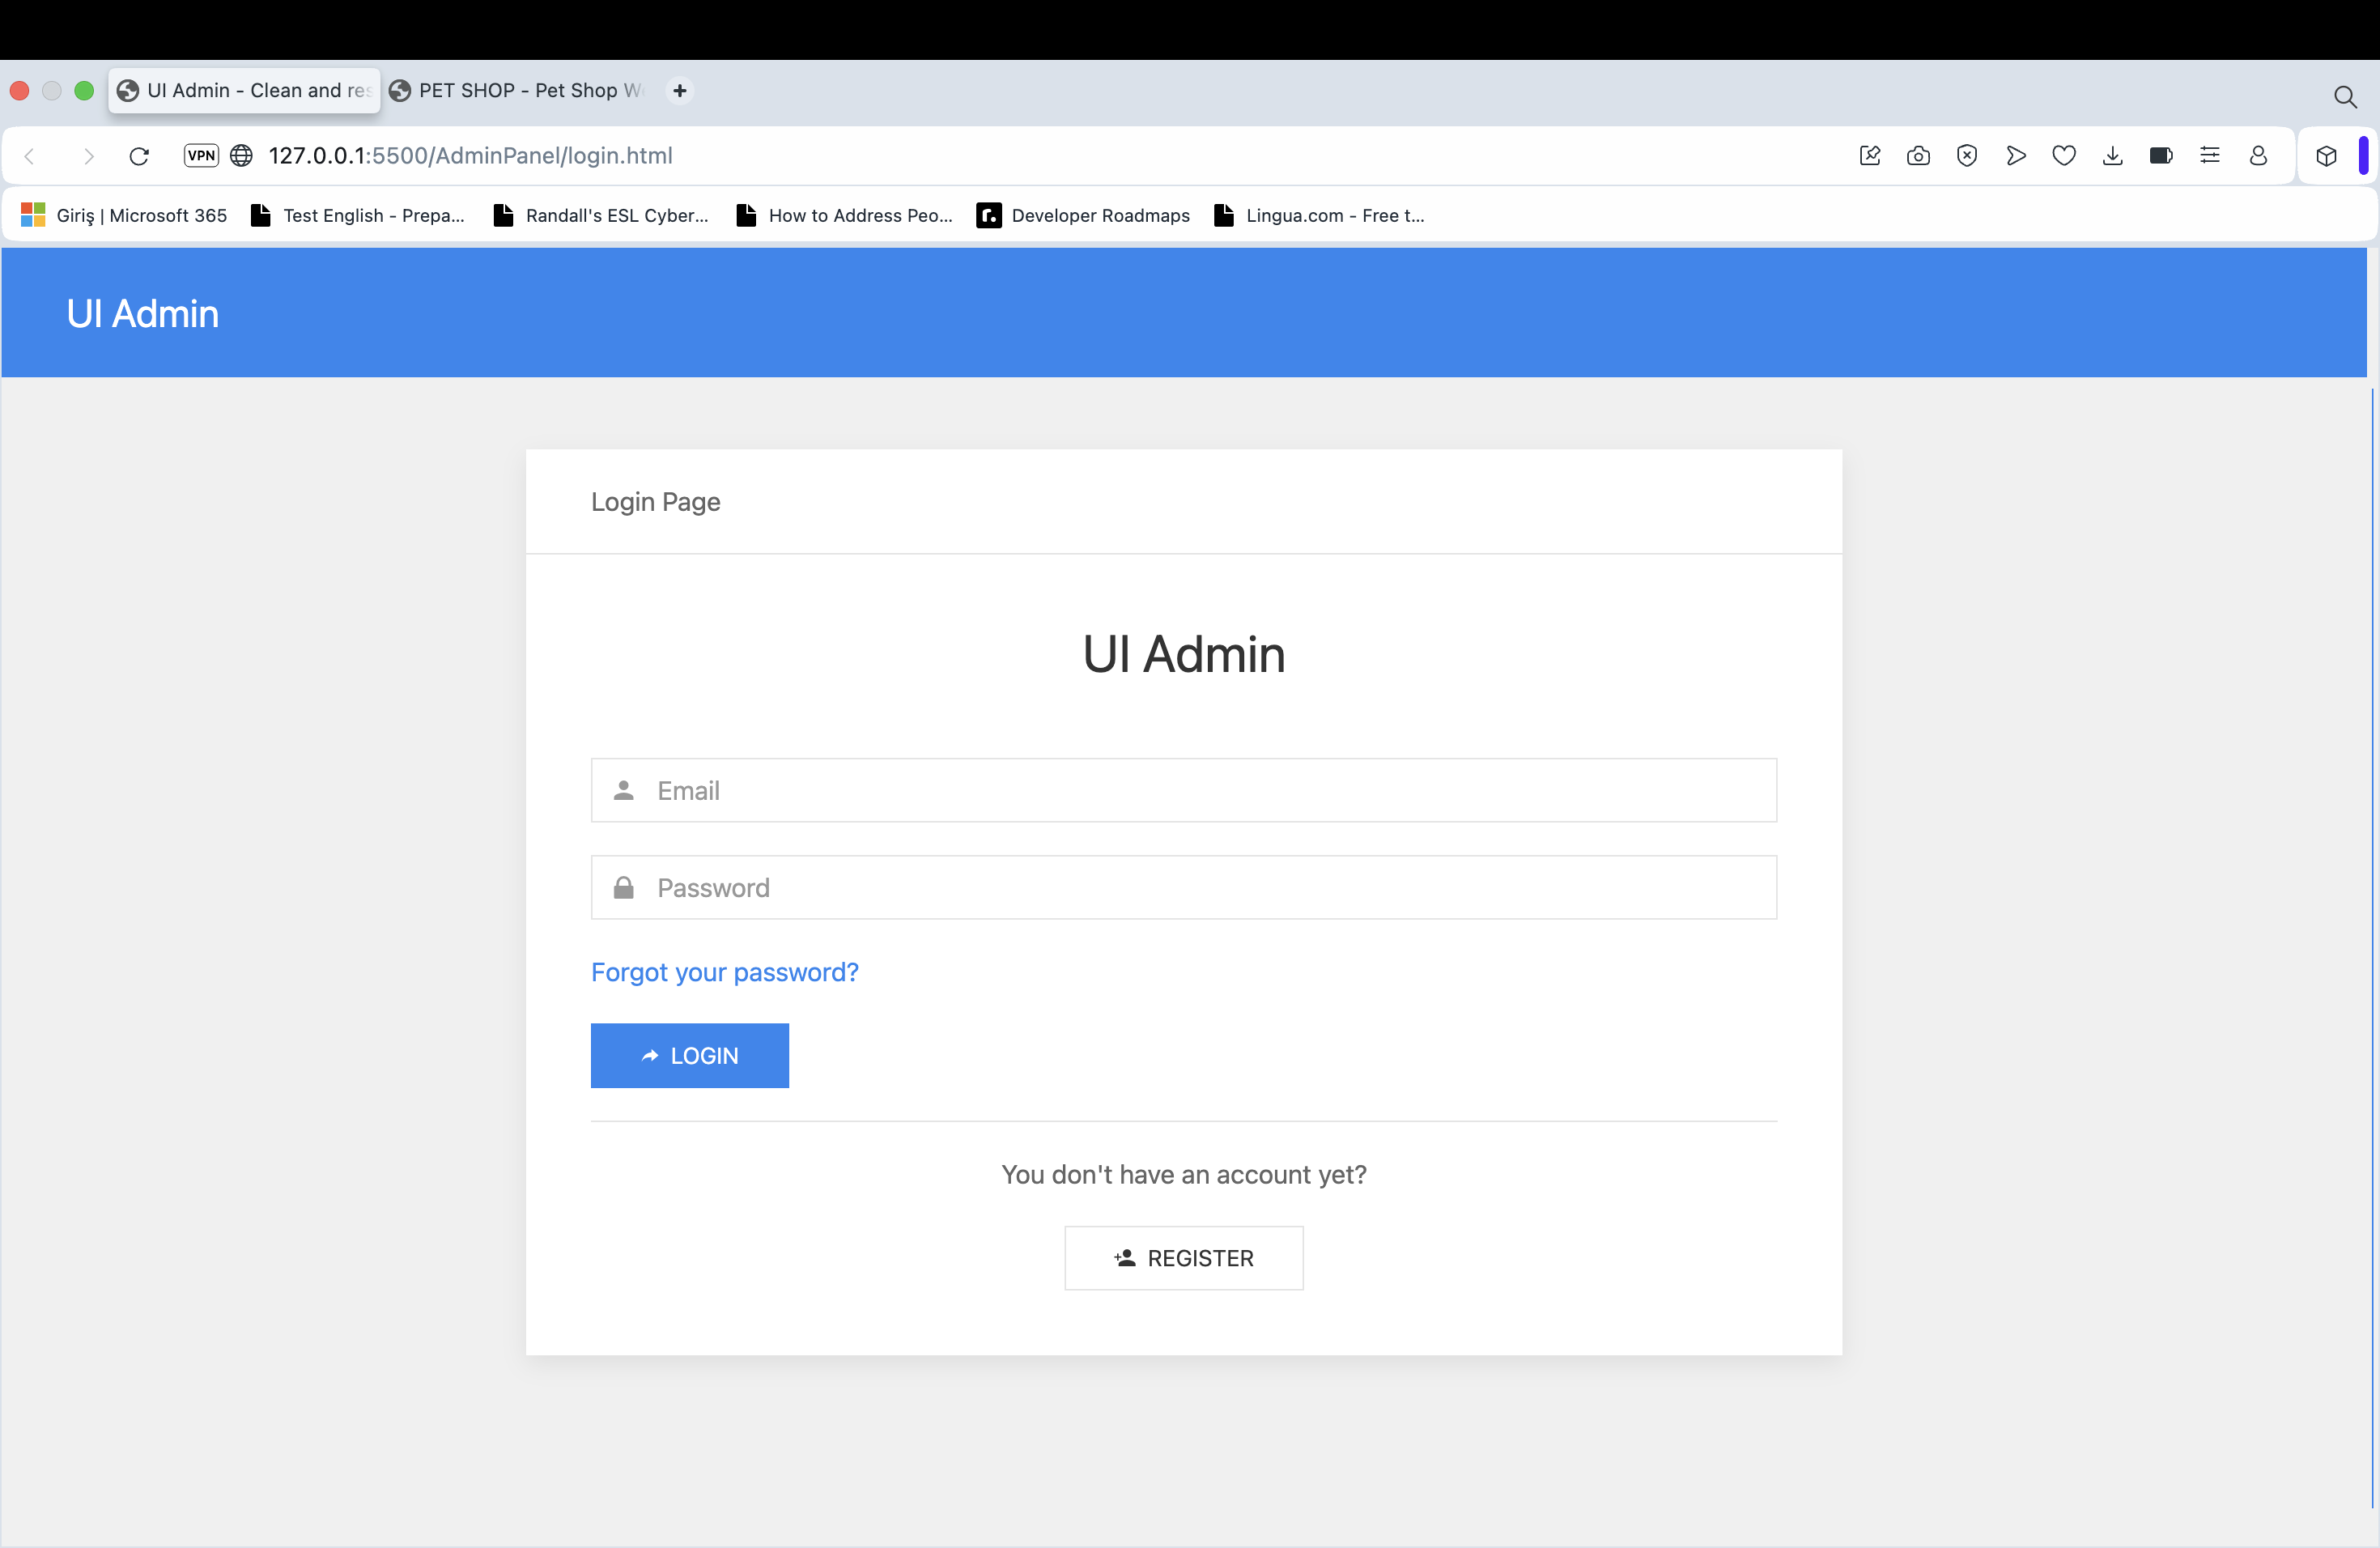 UI Admin - Clean and res
PET SHOP - Pet Shop W
VPN 127.0.0.1:5500/AdminPanel/login.html
Giriş | Microsoft 365 Test English - Prepa... Randall's ESL Cyber... How to Address Peo... Developer Roadmaps Lingua.com - Free t...
UI Admin
Login Page
UI Admin
Email
Password
Forgot your password?
LOGIN
You don't have an account yet?
REGISTER